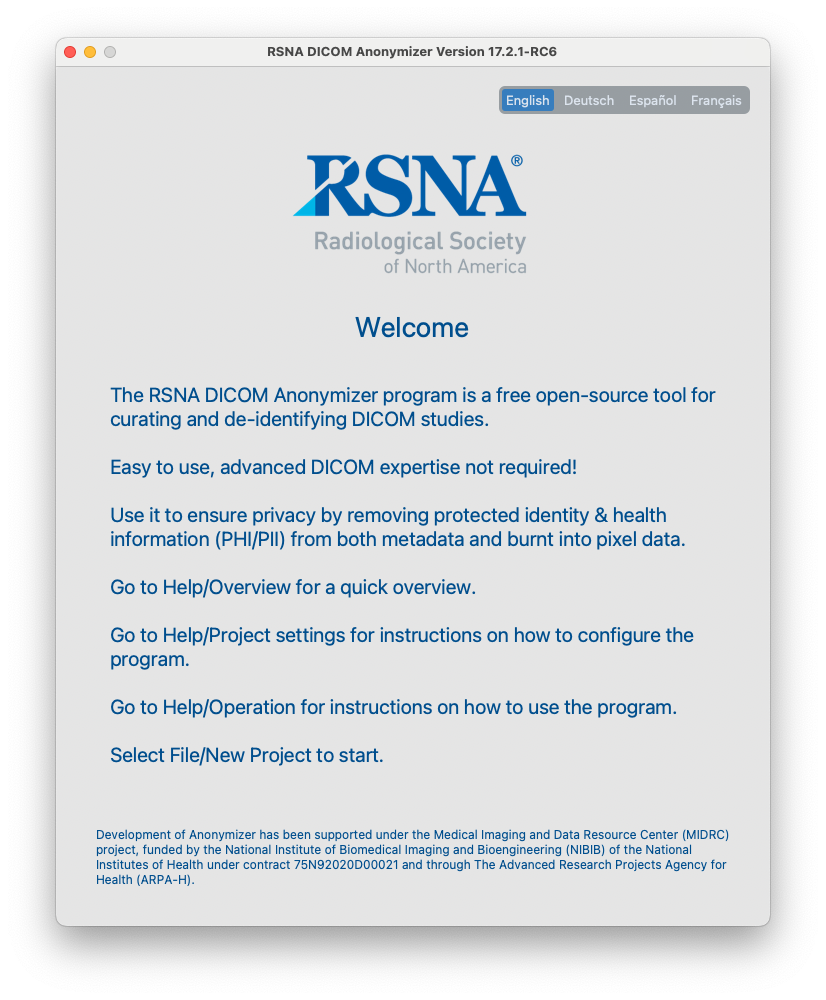 RSNA DICOM Anonymizer Version 17.2.1-RC6
English Deutsch Español Français
RSNA®
Radiological Society
of North America
Welcome
The RSNA DICOM Anonymizer program is a free open-source tool for
curating and de-identifying DICOM studies.
Easy to use, advanced DICOM expertise not required!
Use it to ensure privacy by removing protected identity & health
information (PHI/PII) from both metadata and burnt into pixel data.
Go to Help/Overview for a quick overview.
Go to Help/Project settings for instructions on how to configure the
program.
Go to Help/Operation for instructions on how to use the program.
Select File/New Project to start.
Development of Anonymizer has been supported under the Medical Imaging and Data Resource Center (MIDRC)
project, funded by the National Institute of Biomedical Imaging and Bioengineering (NIBIB) of the National
Institutes of Health under contract 75N92020D00021 and through The Advanced Research Projects Agency for
Health (ARPA-H).